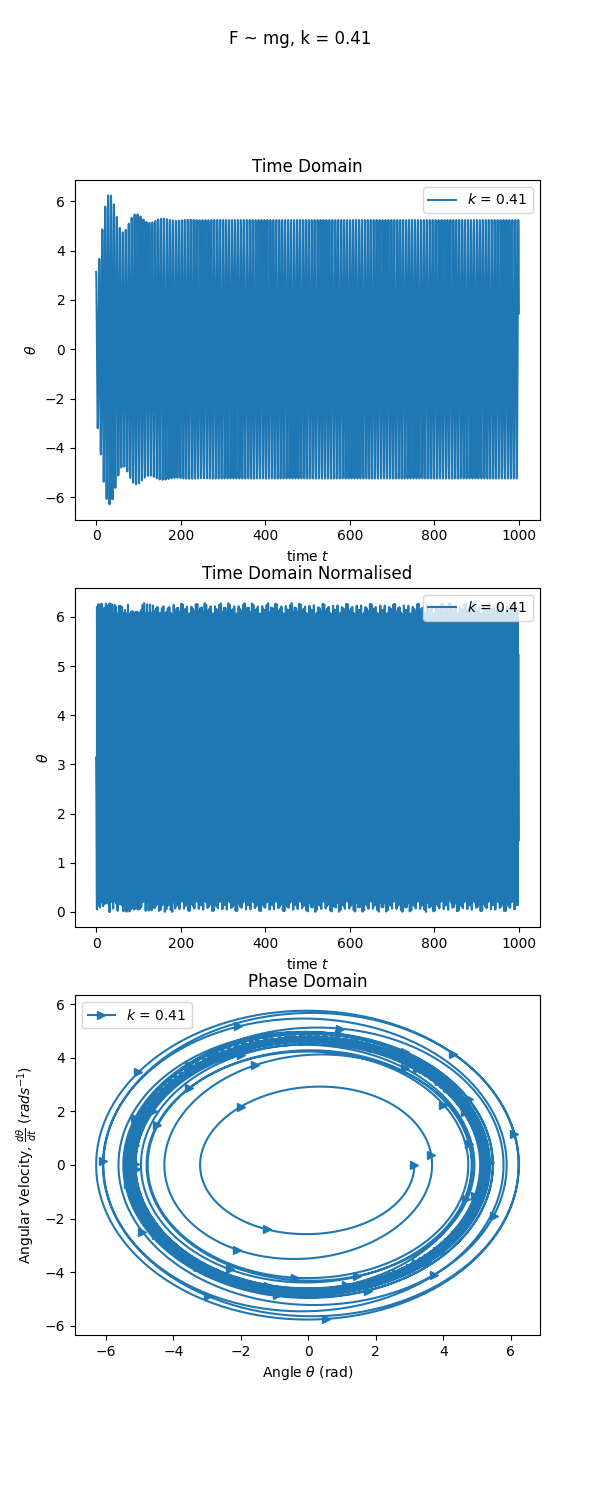 F ~ mg, k = 0.41
Time Domain
k = 0.41
6
4
2
0
−2
−4
−6
θ
0 200 400 600 800 1000
time t
Time Domain Normalised
k = 0.41
6
5
4
3
2
1
0
θ
0 200 400 600 800 1000
time t
Phase Domain
k = 0.41
6
4
2
0
−2
−4
−6
Angular Velocity, dθ/dt (rads⁻¹)
−6 −4 −2 0 2 4 6
Angle θ (rad)